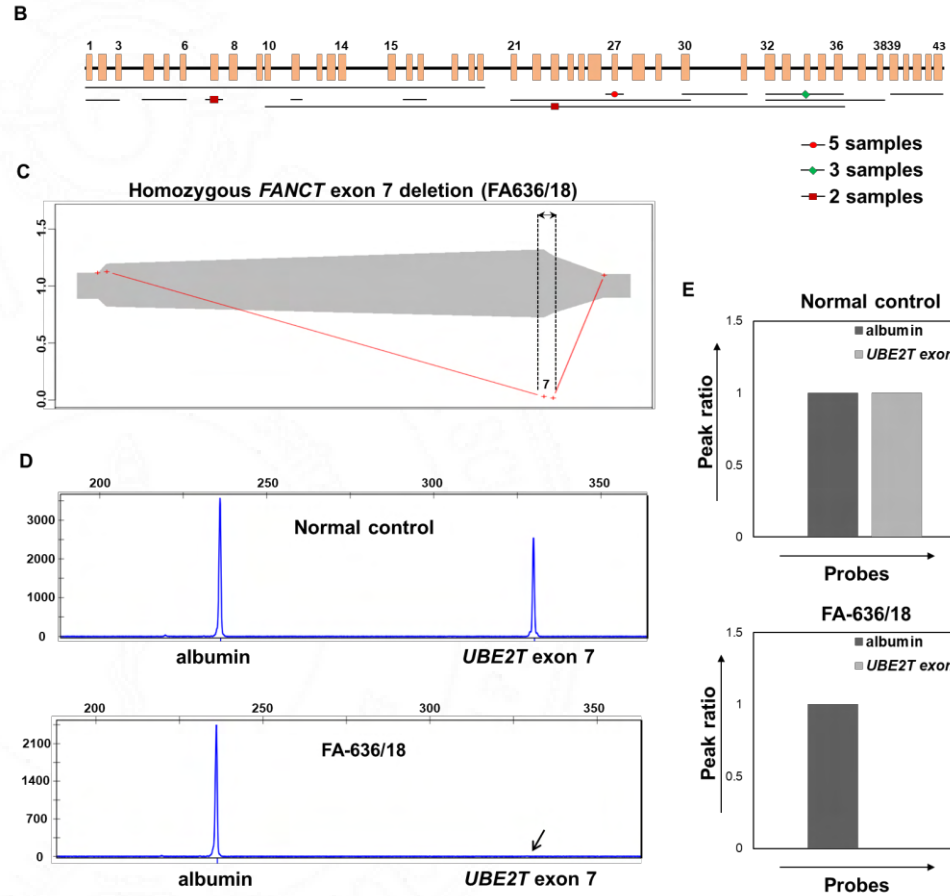 B
1 3 6 8 10 14 15 21 27 30 32 36 3839 43
5 samples
3 samples
2 samples
C
Homozygous FANCT exon 7 deletion (FA636/18)
1.5
1.0
0.5
0.0
7
D
200 250 300 350
3000
2000
1000
0
Normal control
albumin UBE2T exon 7
200 250 300 350
2100
1400
700
0
FA-636/18
albumin UBE2T exon 7
E
Normal control
1.5
1
0.5
0
albumin
UBE2T exon
Peak ratio
Probes
FA-636/18
1.5
1
0.5
0
albumin
UBE2T exon
Peak ratio
Probes